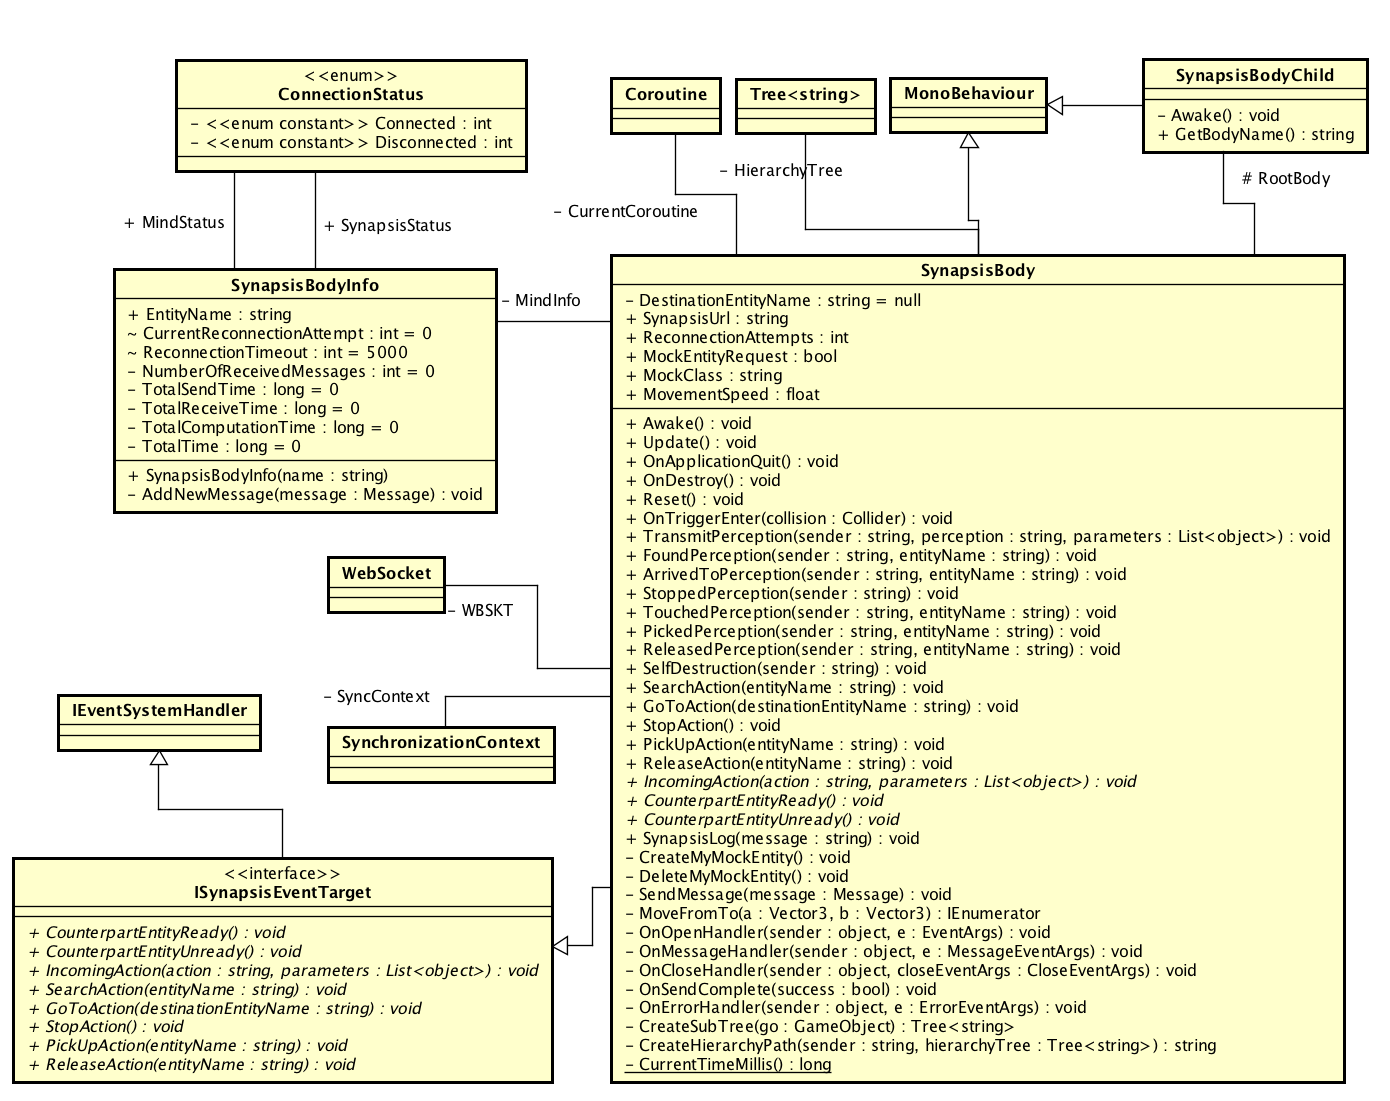 <<enum>>
ConnectionStatus
- <<enum constant>> Connected : int
- <<enum constant>> Disconnected : int
Coroutine
Tree<string>
MonoBehaviour
SynapsisBodyChild
- Awake() : void
+ GetBodyName() : string
- HierarchyTree
# RootBody
- CurrentCoroutine
+ MindStatus
+ SynapsisStatus
SynapsisBodyInfo
+ EntityName : string
~ CurrentReconnectionAttempt : int = 0
~ ReconnectionTimeout : int = 5000
- NumberOfReceivedMessages : int = 0
- TotalSendTime : long = 0
- TotalReceiveTime : long = 0
- TotalComputationTime : long = 0
- TotalTime : long = 0
+ SynapsisBodyInfo(name : string)
- AddNewMessage(message : Message) : void
- MindInfo
SynapsisBody
- DestinationEntityName : string = null
+ SynapsisUrl : string
+ ReconnectionAttempts : int
+ MockEntityRequest : bool
+ MockClass : string
+ MovementSpeed : float
+ Awake() : void
+ Update() : void
+ OnApplicationQuit() : void
+ OnDestroy() : void
+ Reset() : void
+ OnTriggerEnter(collision : Collider) : void
+ TransmitPerception(sender : string, perception : string, parameters : List<object>) : void
+ FoundPerception(sender : string, entityName : string) : void
+ ArrivedToPerception(sender : string, entityName : string) : void
+ StoppedPerception(sender : string) : void
+ TouchedPerception(sender : string, entityName : string) : void
+ PickedPerception(sender : string, entityName : string) : void
+ ReleasedPerception(sender : string, entityName : string) : void
+ SelfDestruction(sender : string) : void
+ SearchAction(entityName : string) : void
+ GoToAction(destinationEntityName : string) : void
+ StopAction() : void
+ PickUpAction(entityName : string) : void
+ ReleaseAction(entityName : string) : void
+ IncomingAction(action : string, parameters : List<object>) : void
+ CounterpartEntityReady() : void
+ CounterpartEntityUnready() : void
+ SynapsisLog(message : string) : void
- CreateMyMockEntity() : void
- DeleteMyMockEntity() : void
- SendMessage(message : Message) : void
- MoveFromTo(a : Vector3, b : Vector3) : IEnumerator
- OnOpenHandler(sender : object, e : EventArgs) : void
- OnMessageHandler(sender : object, e : MessageEventArgs) : void
- OnCloseHandler(sender : object, closeEventArgs : CloseEventArgs) : void
- OnSendComplete(success : bool) : void
- OnErrorHandler(sender : object, e : ErrorEventArgs) : void
- CreateSubTree(go : GameObject) : Tree<string>
- CreateHierarchyPath(sender : string, hierarchyTree : Tree<string>) : string
- CurrentTimeMillis() : long
WebSocket
- WBSKT
- SyncContext
SynchronizationContext
IEventSystemHandler
<<interface>>
ISynapsisEventTarget
+ CounterpartEntityReady() : void
+ CounterpartEntityUnready() : void
+ IncomingAction(action : string, parameters : List<object>) : void
+ SearchAction(entityName : string) : void
+ GoToAction(destinationEntityName : string) : void
+ StopAction() : void
+ PickUpAction(entityName : string) : void
+ ReleaseAction(entityName : string) : void